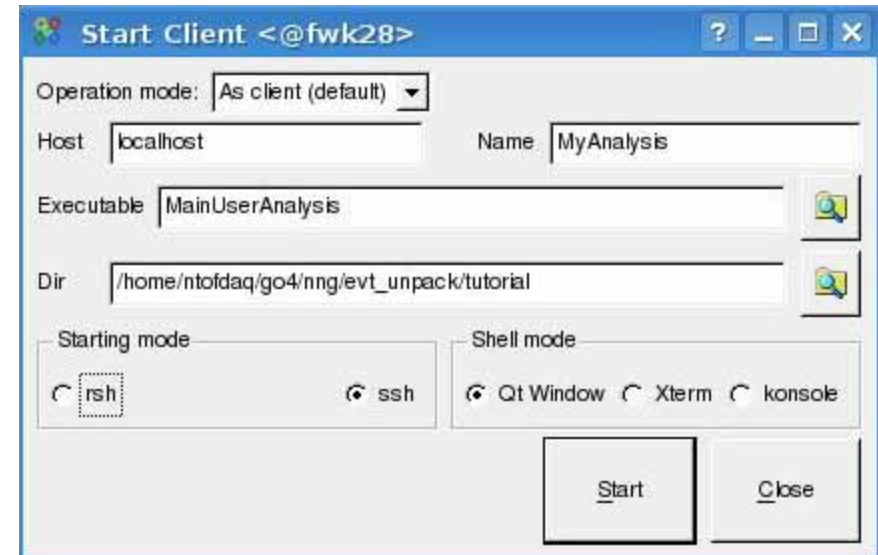 Start Client <@fwk28>
Operation mode: As client (default)
Host localhost Name MyAnalysis
Executable MainUserAnalysis
Dir /home/ntofdaq/go4/nng/evt_unpack/tutorial
Starting mode Shell mode
rsh ssh Qt Window Xterm konsole
Start Close